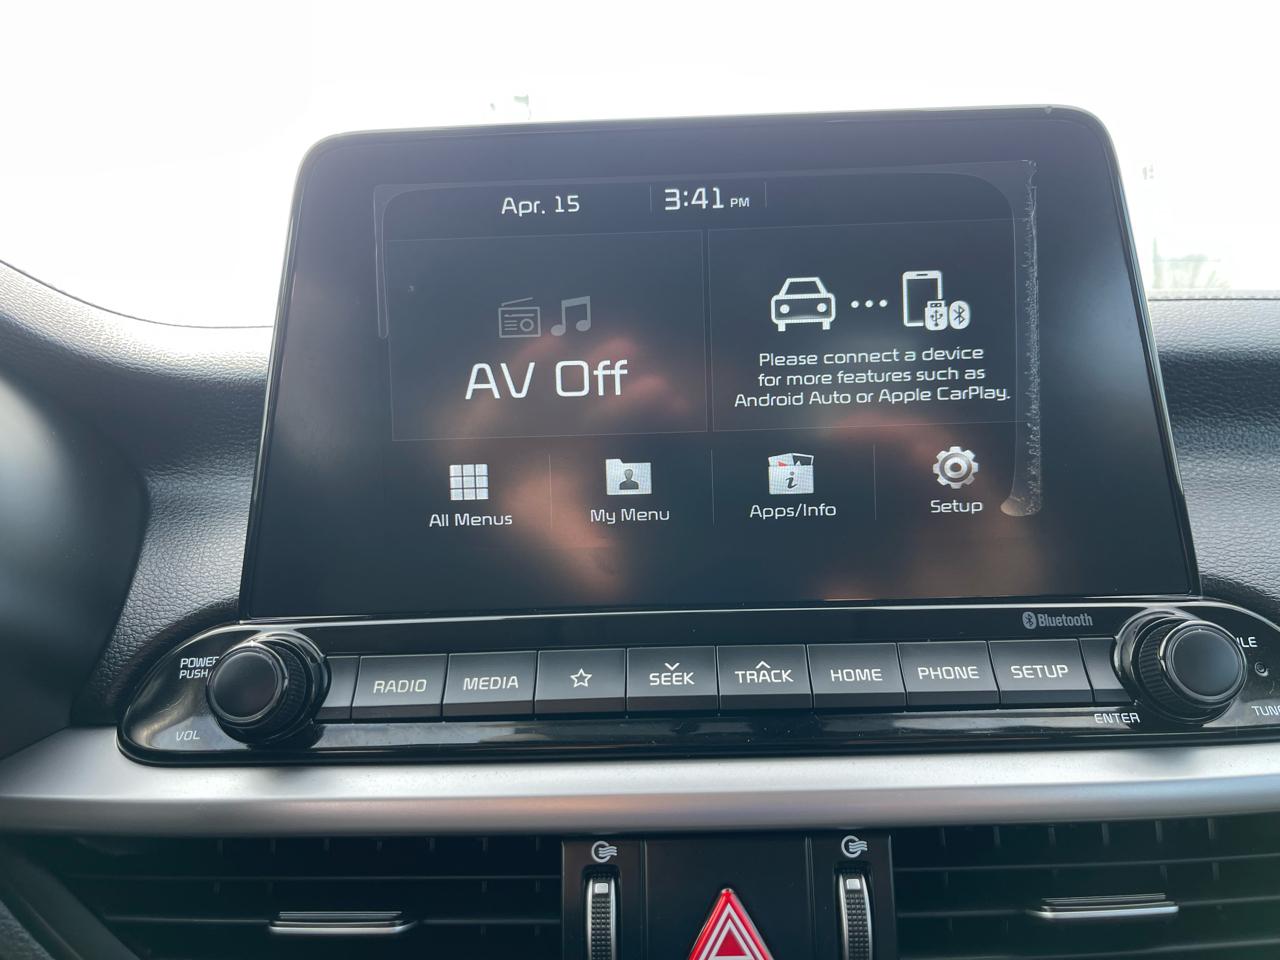 Apr. 15
3:41 PM
AV Off
Please connect a device
for more features such as
Android Auto or Apple CarPlay.
All Menus
My Menu
Apps/Info
Setup
Bluetooth
POWER
PUSH
VOL
RADIO
MEDIA
SEEK
TRACK
HOME
PHONE
SETUP
ENTER